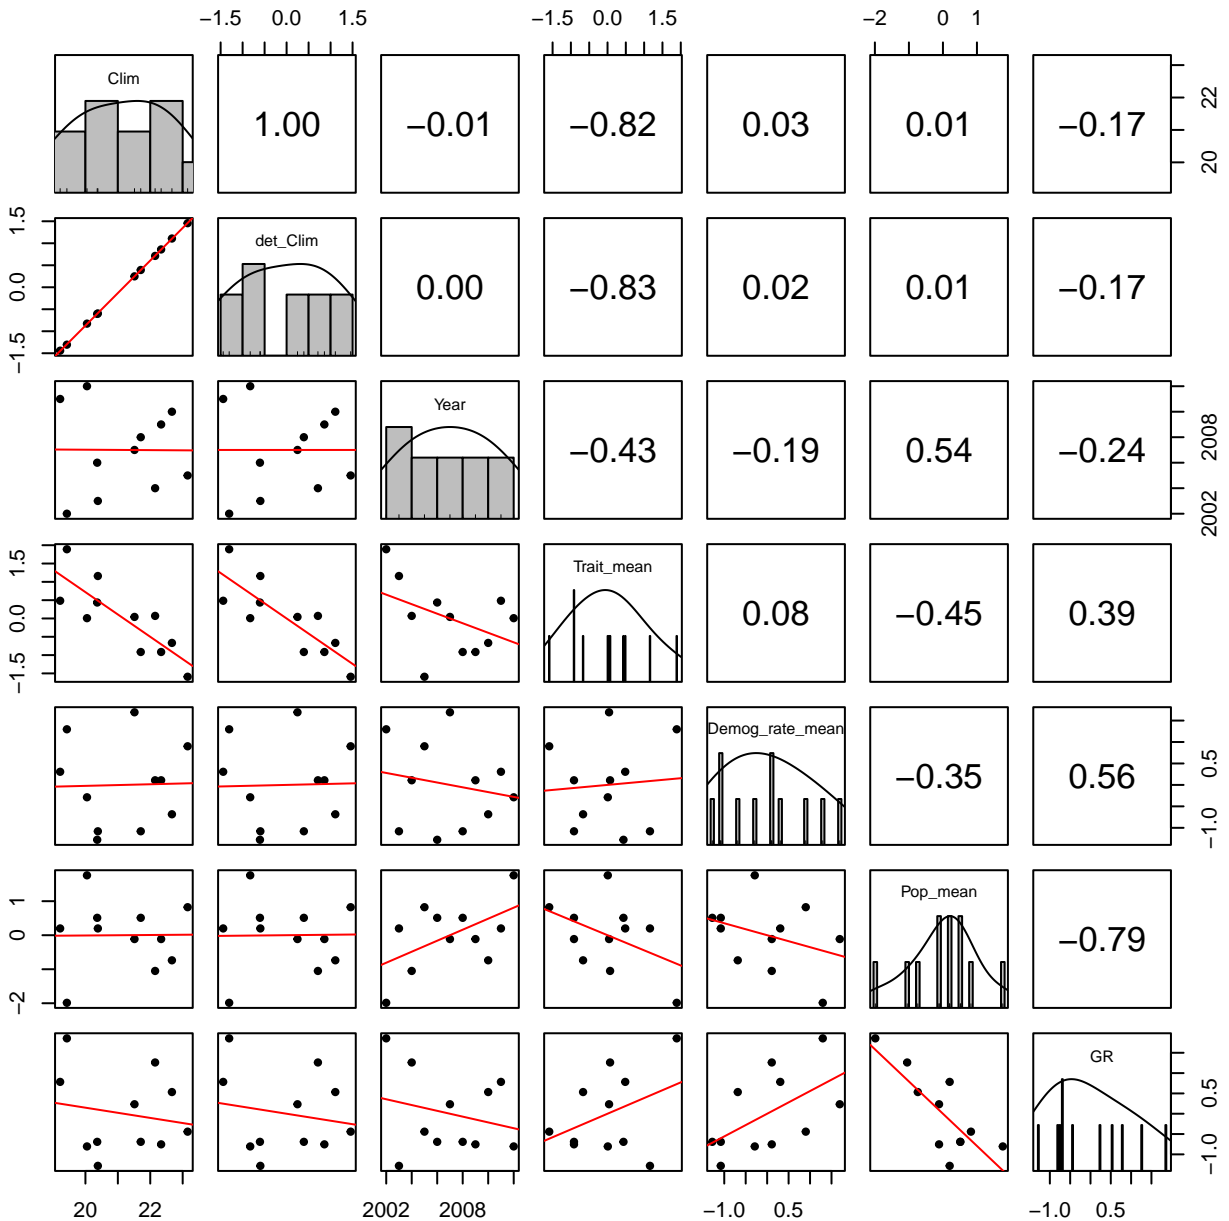 −1.5 0.0 1.5 −1.5 0.0 1.5 −2 0 1
Clim 1.00 −0.01 −0.82 0.03 0.01 −0.17 20 22
−1.5 0.0 1.5 det_Clim 0.00 −0.83 0.02 0.01 −0.17
Year −0.43 −0.19 0.54 −0.24 2002 2008
−1.5 0.0 1.5 Trait_mean 0.08 −0.45 0.39
Demog_rate_mean −0.35 0.56 −1.0 0.5
−2 0 1 Pop_mean −0.79
GR −1.0 0.5
20 22 2002 2008 −1.0 0.5 −1.0 0.5